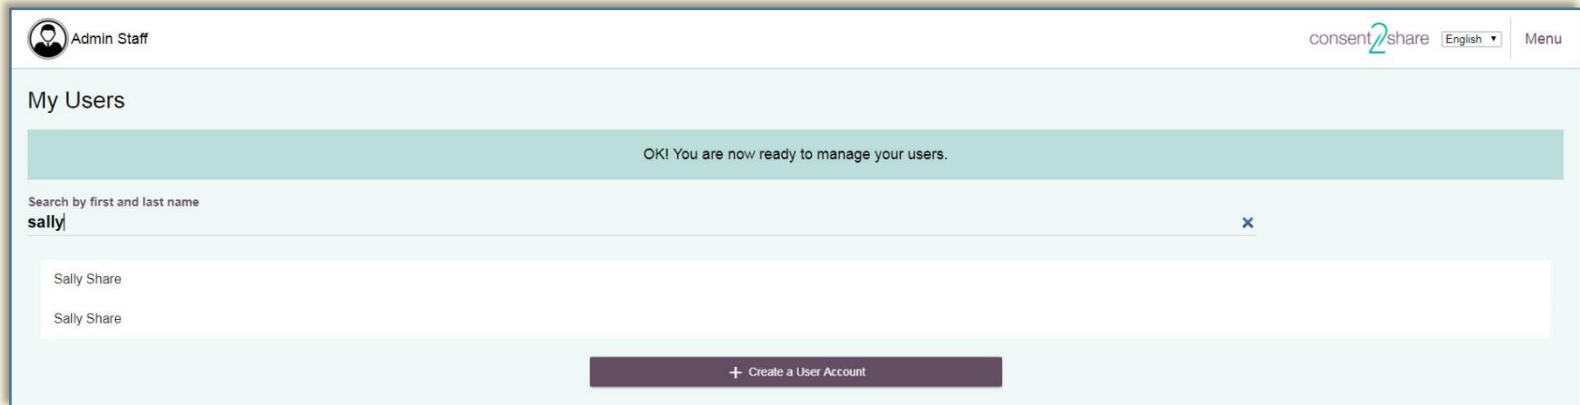 Admin Staff
consent2share English Menu
My Users
OK! You are now ready to manage your users.
Search by first and last name
sally
Sally Share
Sally Share
+ Create a User Account